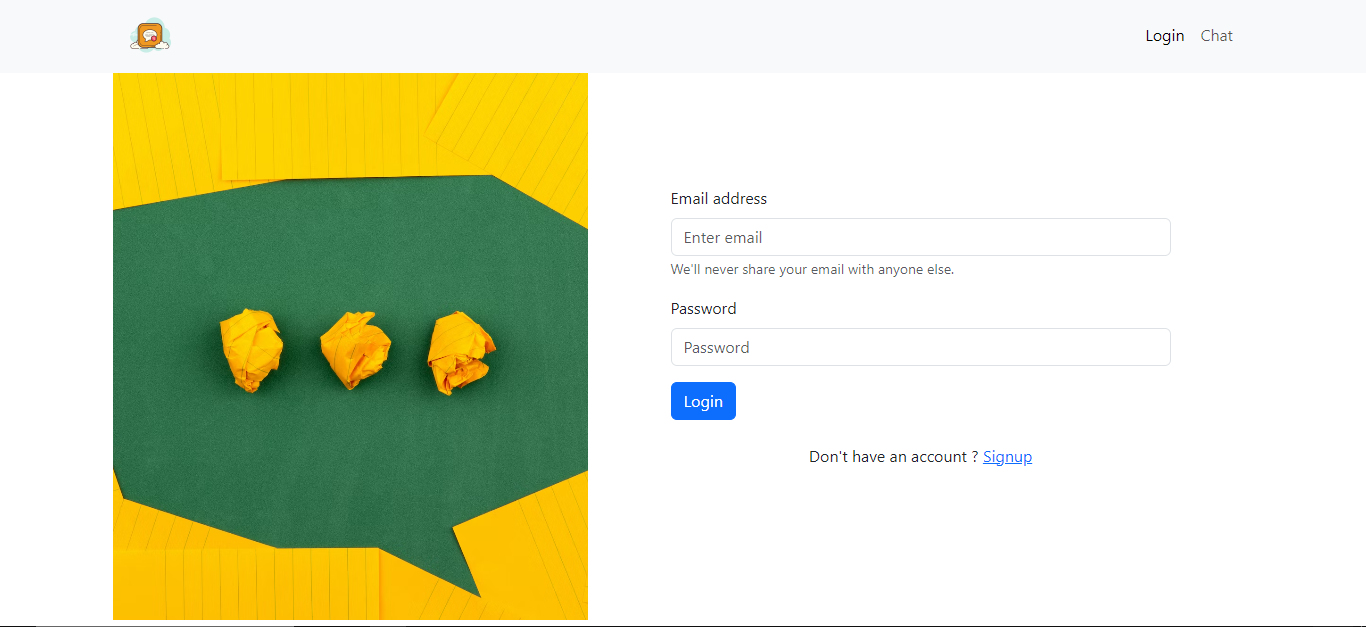 Login Chat
Email address
Enter email
We'll never share your email with anyone else.
Password
Password
Login
Don't have an account ? Signup